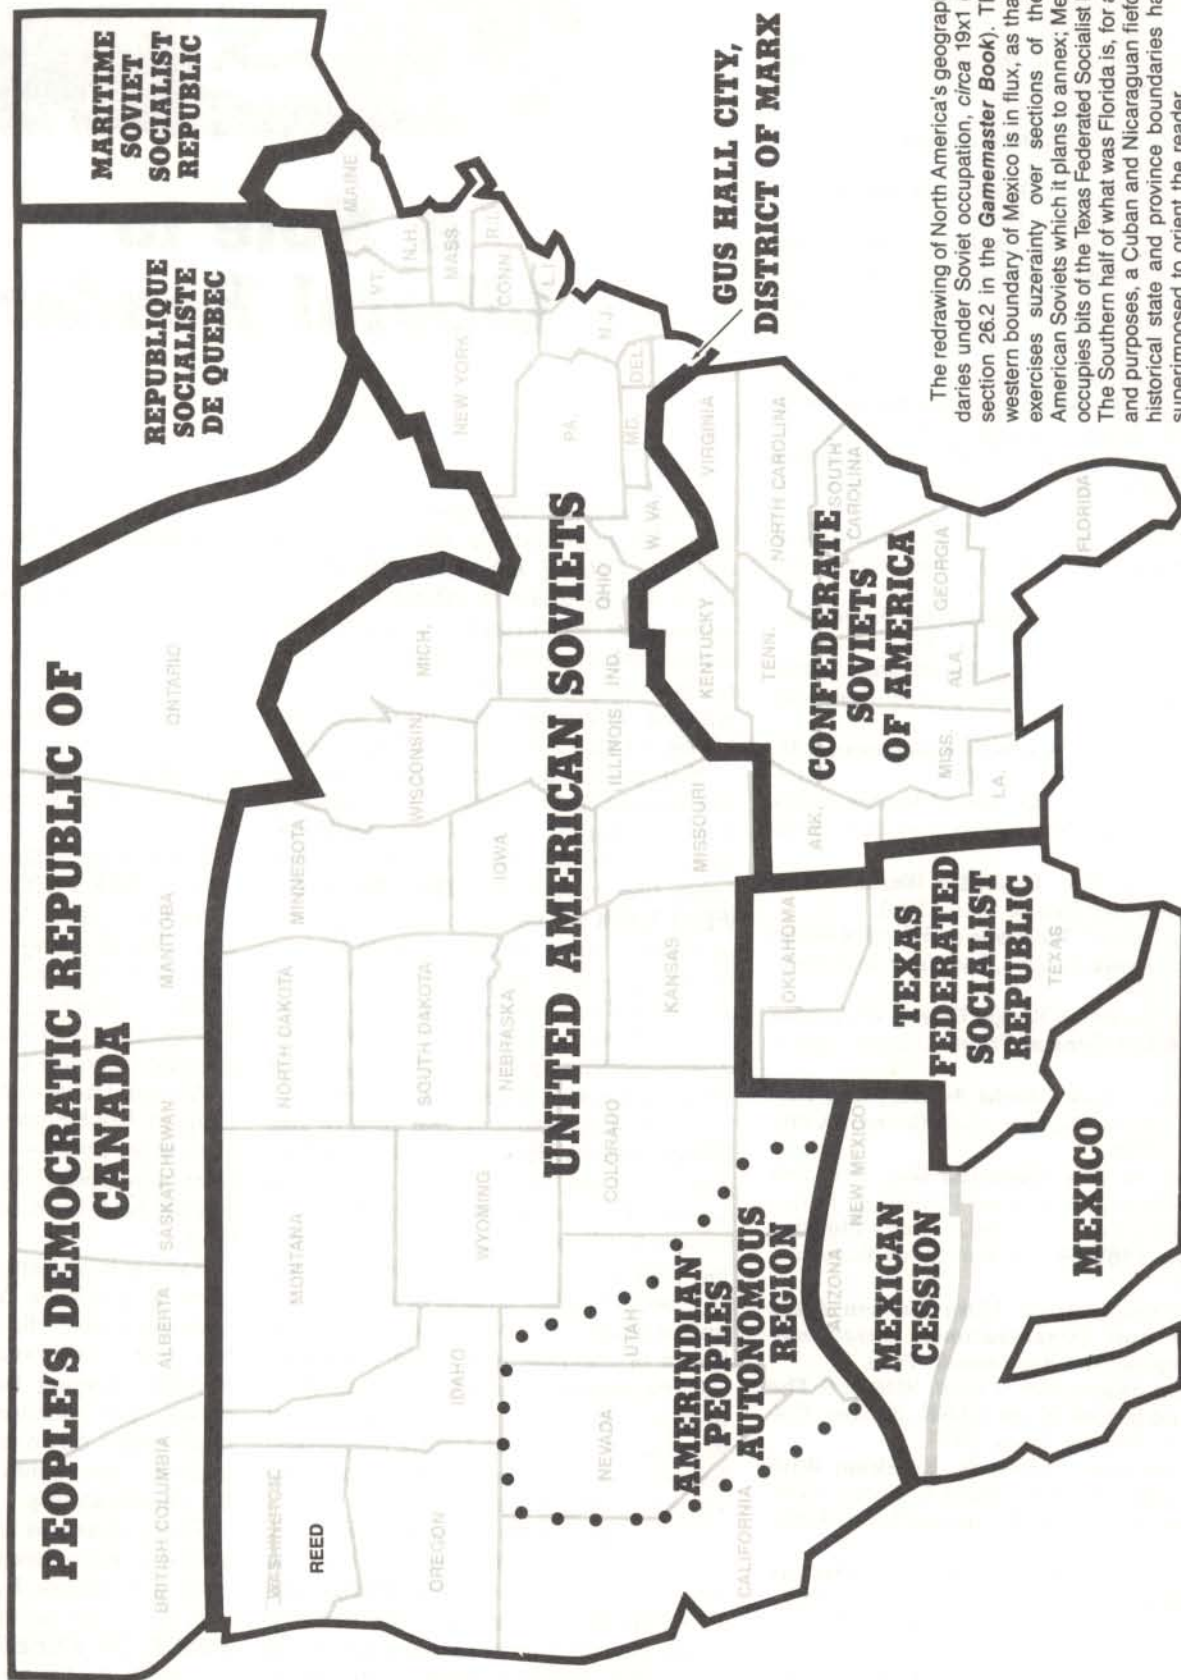 PEOPLE'S DEMOCRATIC REPUBLIC OF
CANADA
REPUBLIQUE
SOCIALISTE
DE QUEBEC
MARITIME
SOVIET
SOCIALIST
REPUBLIC
BRITISH COLUMBIA
ALBERTA
SASKATCHEWAN
MANITOBA
ONTARIO
WASHINGTON
REED
OREGON
IDAHO
MONTANA
WYOMING
NORTH DAKOTA
SOUTH DAKOTA
NEBRASKA
MINNESOTA
WISCONSIN
IOWA
MICH.
ILLINOIS
IND.
OHIO
PA.
NEW YORK
VT.
N.H.
MAINE
MASS
CONN.
R.I.
L.I.
N.J.
DEL.
MD.
W. VA.
VIRGINIA
UNITED AMERICAN SOVIETS
NEVADA
UTAH
COLORADO
KANSAS
MISSOURI
KENTUCKY
CALIFORNIA
AMERINDIAN
PEOPLES
AUTONOMOUS
REGION
ARIZONA
NEW MEXICO
MEXICAN
CESSION
MEXICO
OKLAHOMA
TEXAS
FEDERATED
SOCIALIST
REPUBLIC
TEXAS
ARK.
LA.
MISS.
ALA.
TENN.
GEORGIA
NORTH CAROLINA
SOUTH
CAROLINA
FLORIDA
CONFEDERATE
SOVIETS
OF AMERICA
GUS HALL CITY,
DISTRICT OF MARX
The redrawing of North America's geograp
daries under Soviet occupation, circa 19x1
section 26.2 in the Gamemaster Book). T
western boundary of Mexico is in flux, as that
exercises suzerainty over sections of the
American Soviets which it plans to annex; Me
occupies bits of the Texas Federated Socialist
The Southern half of what was Florida is, for a
and purposes, a Cuban and Nicaraguan fiefd
historical state and province boundaries ha
superimposed to orient the reader.